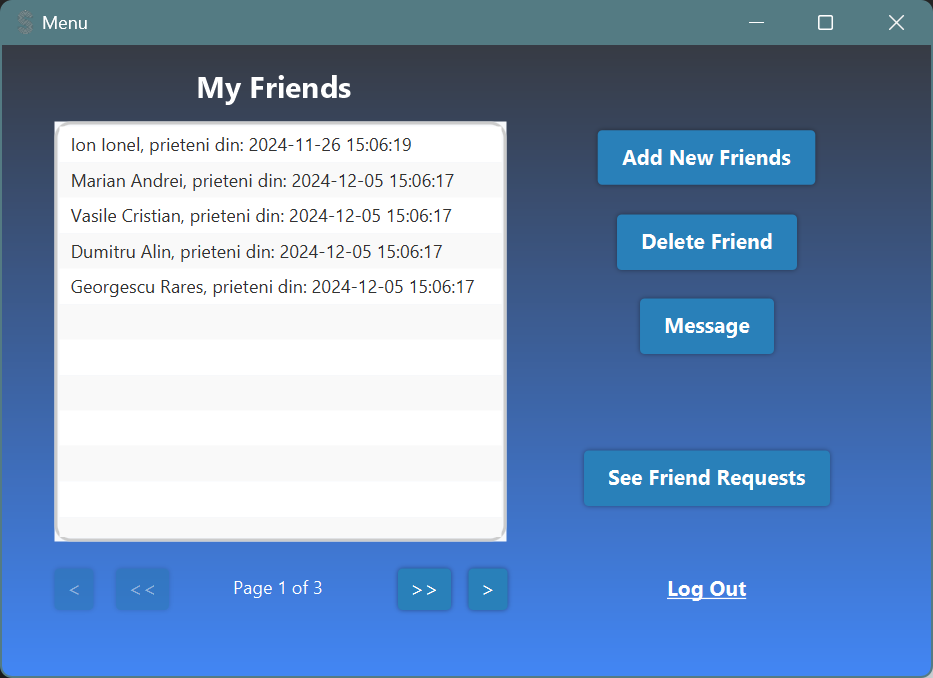 Menu
My Friends
Ion Ionel, prieteni din: 2024-11-26 15:06:19
Marian Andrei, prieteni din: 2024-12-05 15:06:17
Vasile Cristian, prieteni din: 2024-12-05 15:06:17
Dumitru Alin, prieteni din: 2024-12-05 15:06:17
Georgescu Rares, prieteni din: 2024-12-05 15:06:17
Add New Friends
Delete Friend
Message
See Friend Requests
< << Page 1 of 3 >> >
Log Out